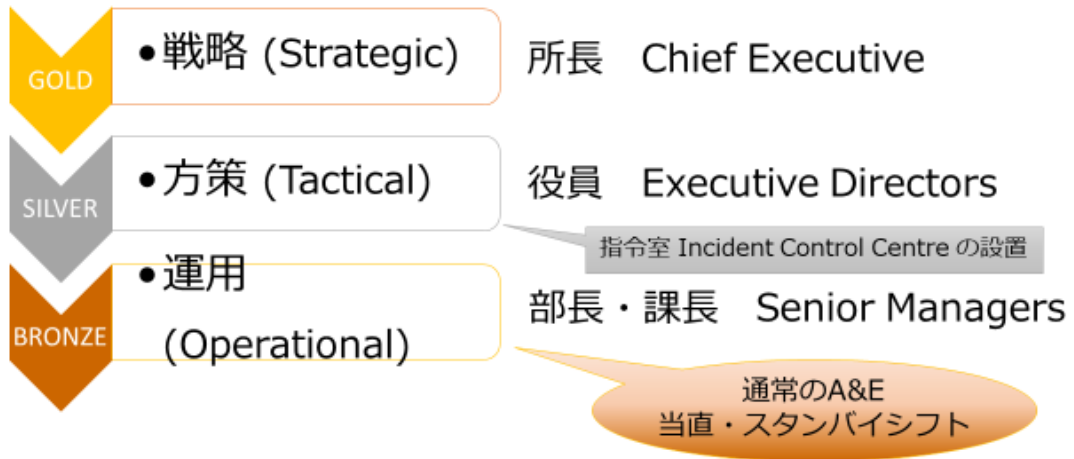 GOLD
•戦略 (Strategic)
所長　Chief Executive
SILVER
•方策 (Tactical)
役員　Executive Directors
指令室 Incident Control Centre の設置
BRONZE
•運用
(Operational)
部長・課長　Senior Managers
通常のA&E
当直・スタンバイシフト